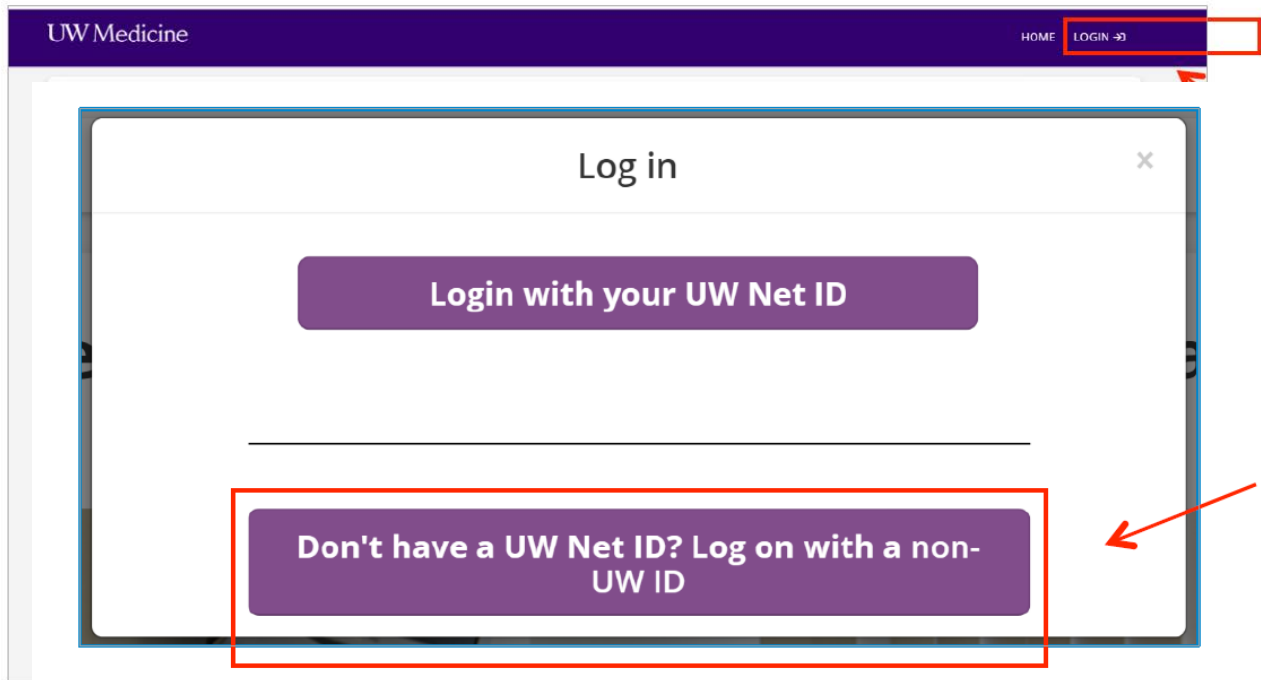 UW Medicine
HOME LOGIN
Log in
×
Login with your UW Net ID
Don't have a UW Net ID? Log on with a non-
UW ID